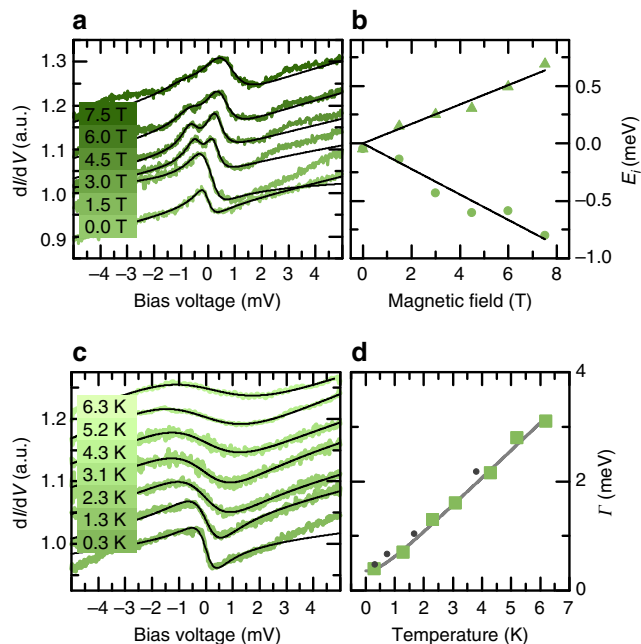 a
b
1.3
1.2
1.1
1.0
0.9
dI/dV (a.u.)
7.5 T
6.0 T
4.5 T
3.0 T
1.5 T
0.0 T
−4 −3 −2 −1 0 1 2 3 4
Bias voltage (mV)
0.5
0.0
−0.5
−1.0
Ei (meV)
0 1 2 3 4 5 6 7 8
Magnetic field (T)
c
d
1.2
1.1
1.0
dI/dV (a.u.)
6.3 K
5.2 K
4.3 K
3.1 K
2.3 K
1.3 K
0.3 K
−4 −3 −2 −1 0 1 2 3 4
Bias voltage (mV)
4
2
0
Γ (meV)
0 1 2 3 4 5 6 7
Temperature (K)